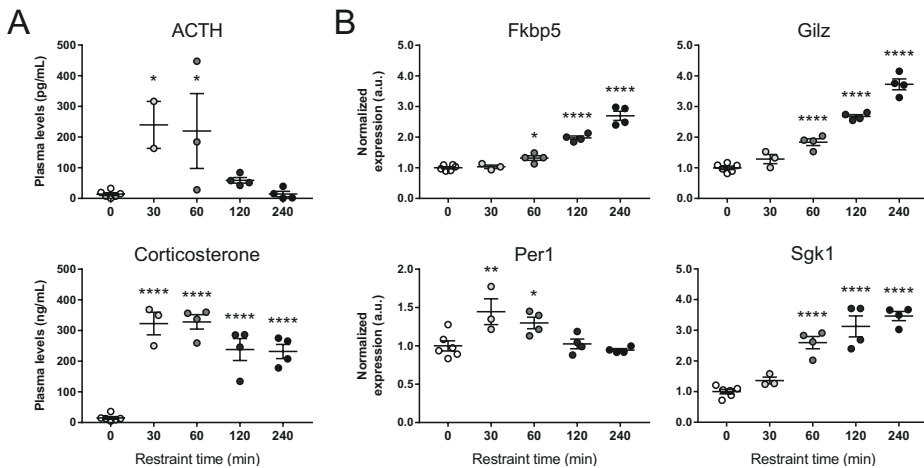 A
B
ACTH
Plasma levels (pg/mL)
500
400
300
200
100
0
* *
0 30 60 120 240
Fkbp5
Normalized
expression (a.u.)
5.0
4.0
3.0
2.0
1.0
0
* **** ****
0 30 60 120 240
Gilz
5.0
4.0
3.0
2.0
1.0
0
**** **** ****
0 30 60 120 240
Corticosterone
Plasma levels (ng/mL)
500
400
300
200
100
0
**** **** **** ****
0 30 60 120 240
Restraint time (min)
Per1
Normalized
expression (a.u.)
2.0
1.5
1.0
0.5
0.0
** *
0 30 60 120 240
Restraint time (min)
Sgk1
5.0
4.0
3.0
2.0
1.0
0
**** **** ****
0 30 60 120 240
Restraint time (min)